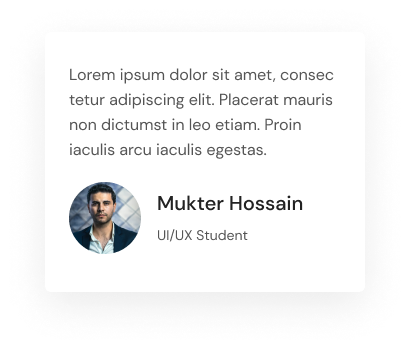 Lorem ipsum dolor sit amet, consec
tetur adipiscing elit. Placerat mauris
non dictumst in leo etiam. Proin
iaculis arcu iaculis egestas.
Mukter Hossain
UI/UX Student